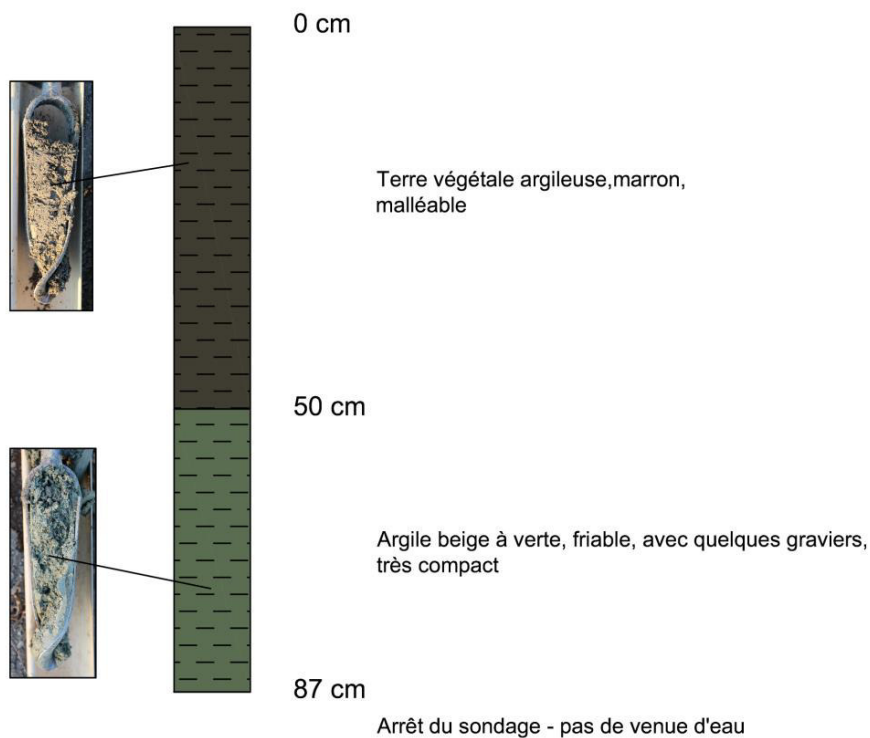 0 cm
Terre végétale argileuse,marron,
malléable
50 cm
Argile beige à verte, friable, avec quelques graviers,
très compact
87 cm
Arrêt du sondage - pas de venue d'eau